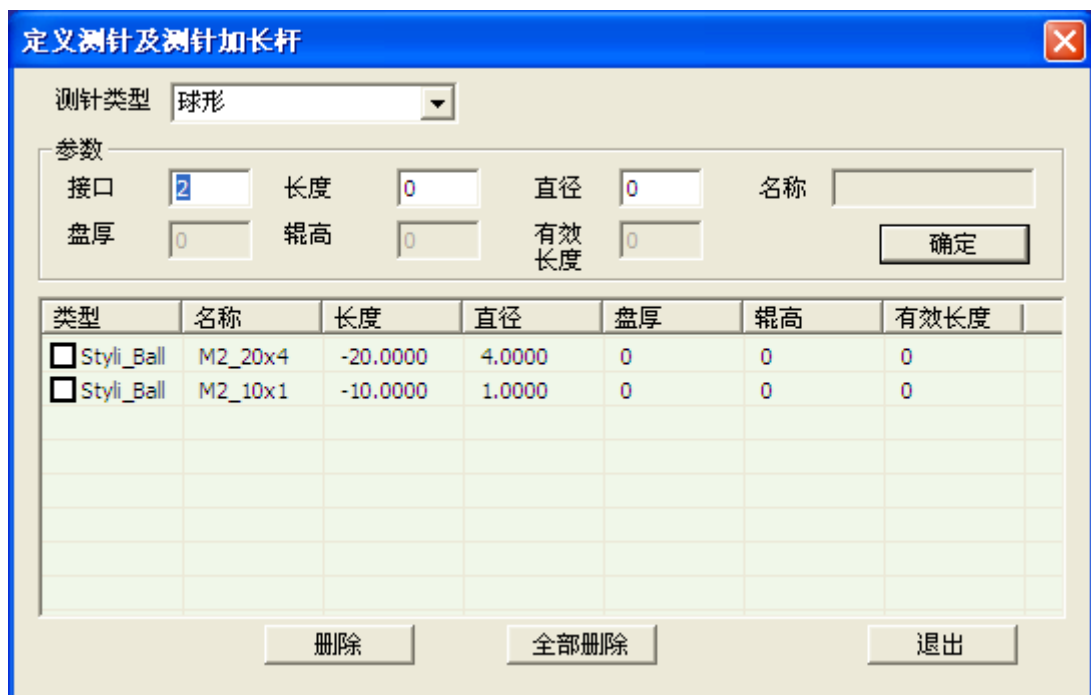 定义测针及测针加长杆
测针类型 球形
参数
接口 2 长度 0 直径 0 名称
盘厚 0 辊高 0 有效长度 0 确定
类型 名称 长度 直径 盘厚 辊高 有效长度
Styli_Ball M2_20x4 -20.0000 4.0000 0 0 0
Styli_Ball M2_10x1 -10.0000 1.0000 0 0 0
删除 全部删除 退出